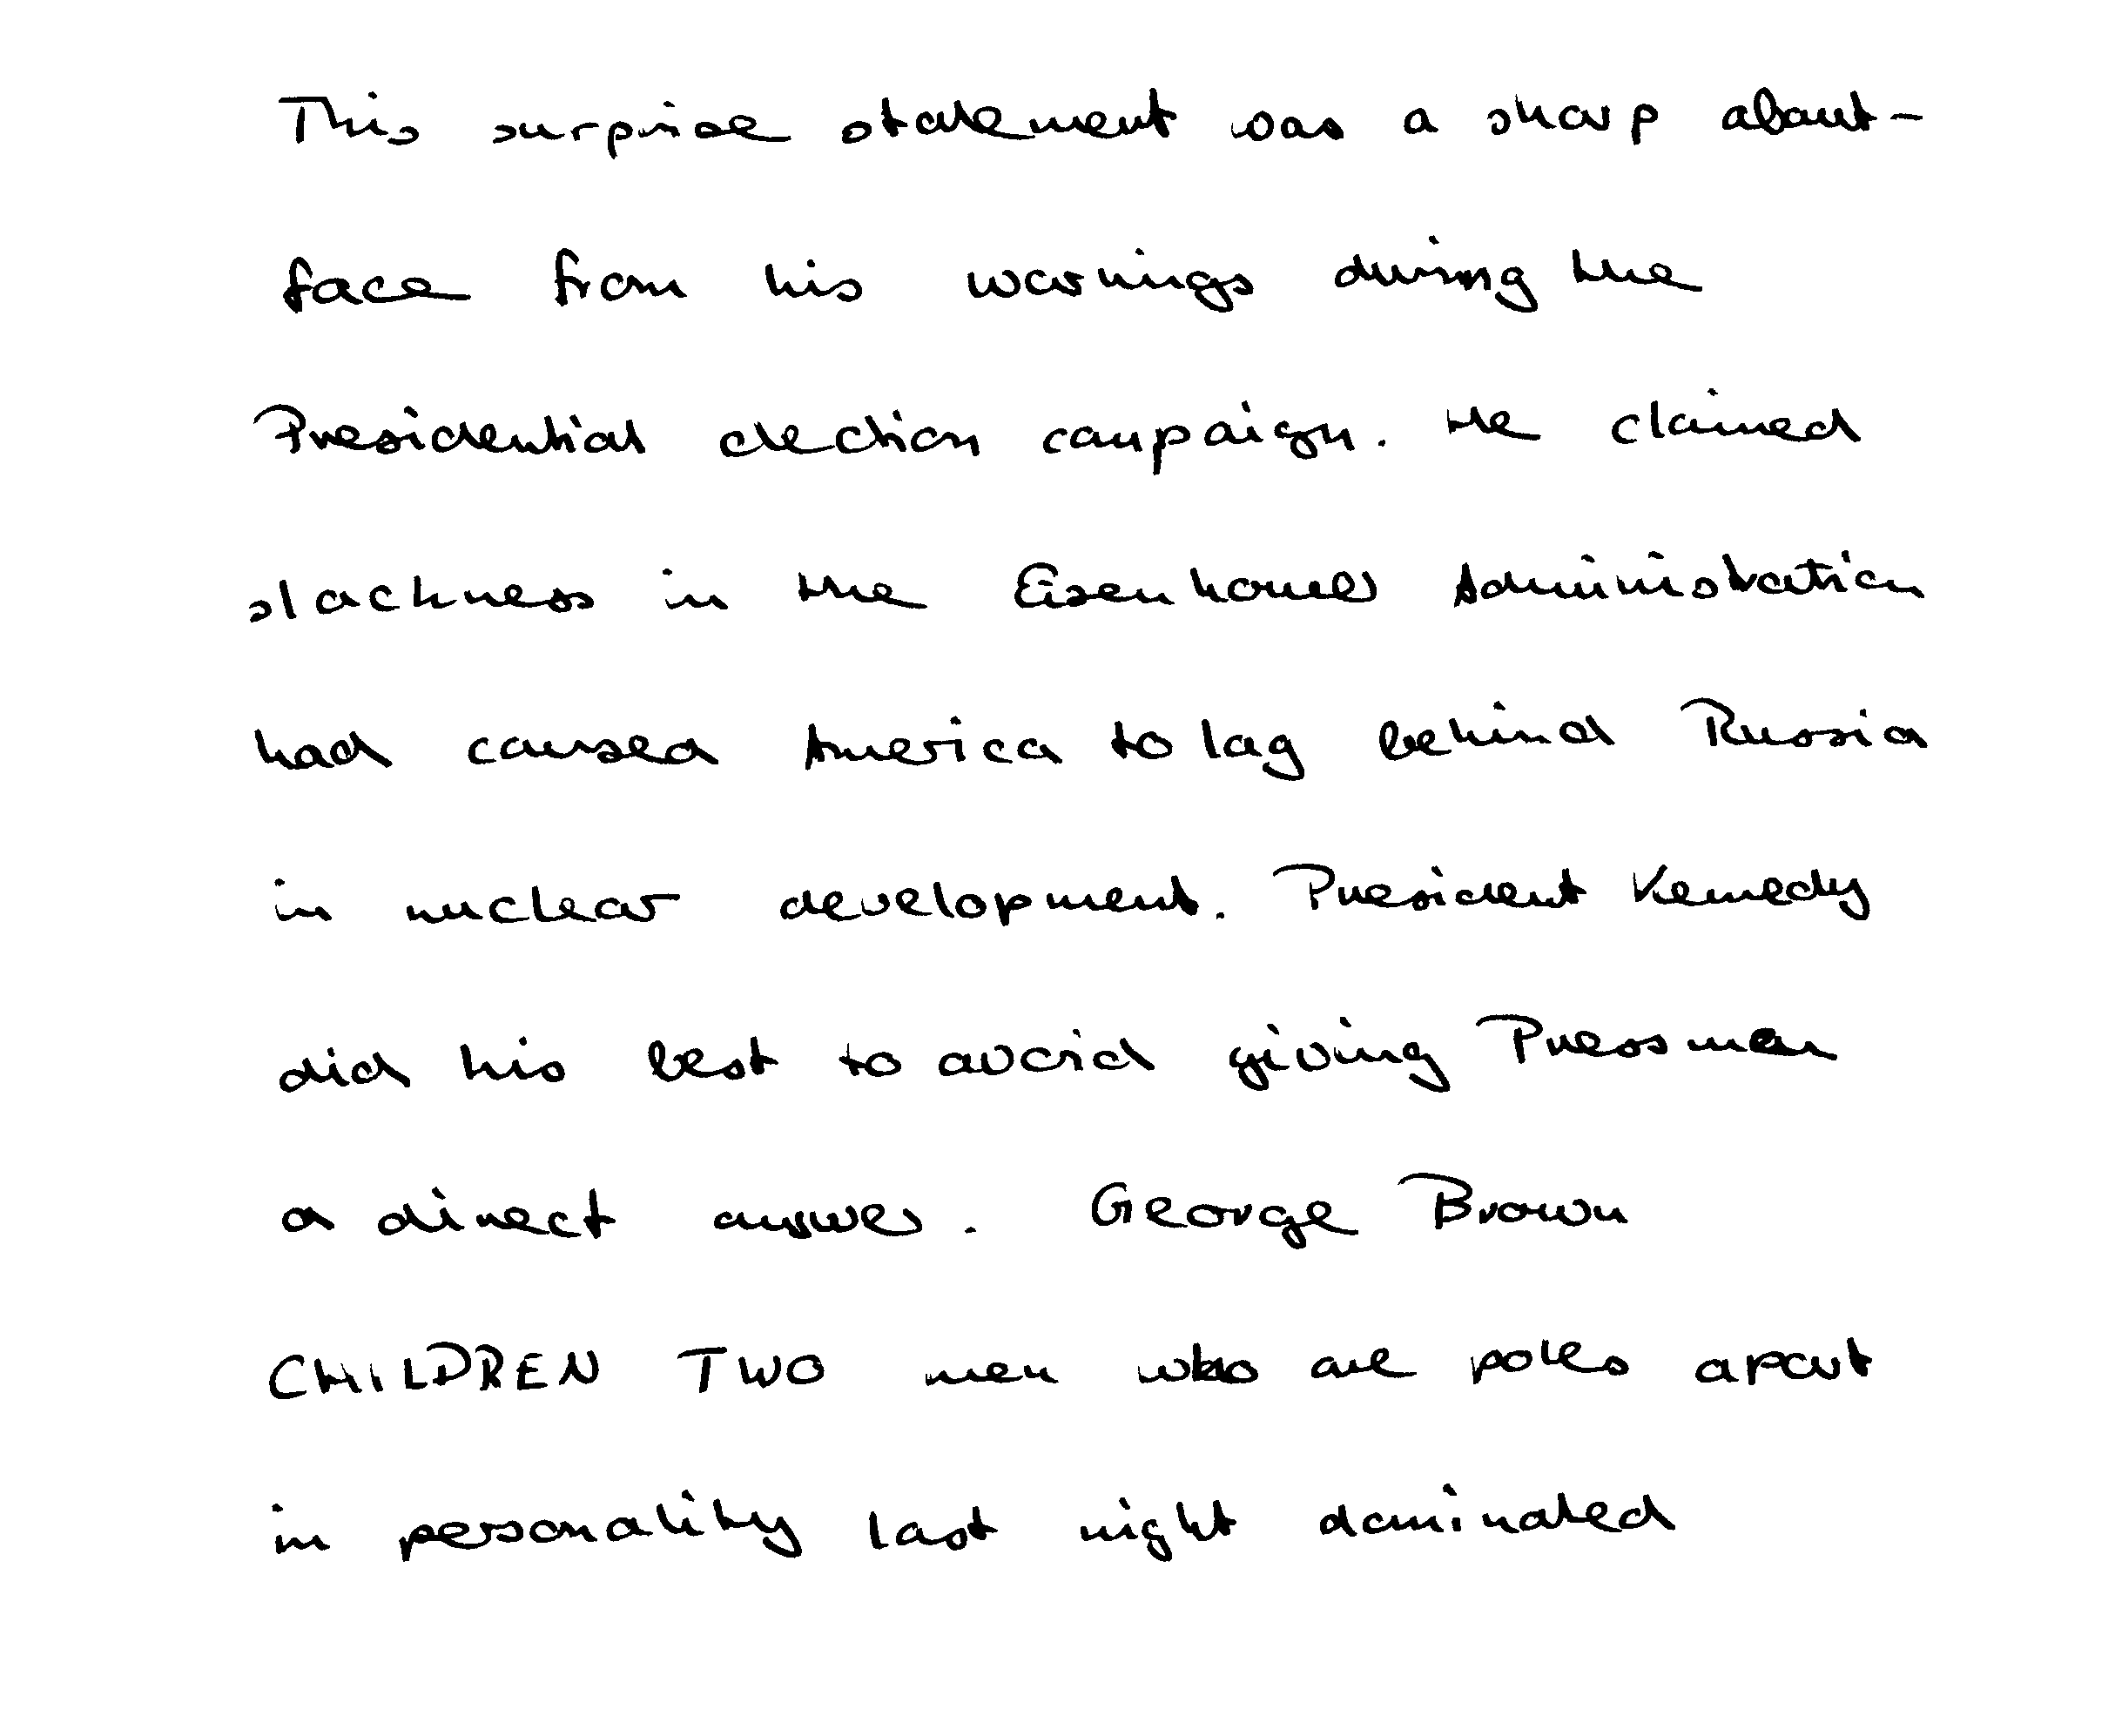 This surprise statement was a sharp about-
face from his warnings during the
Presidential election campaign. He claimed
slackness in the Eisenhower Administration
had caused America to lag behind Russia
in nuclear development. President Kennedy
did his best to avoid giving Pressmen
a direct answer. George Brown
CHILDREN TWO men who are poles apart
in personality last night dominated